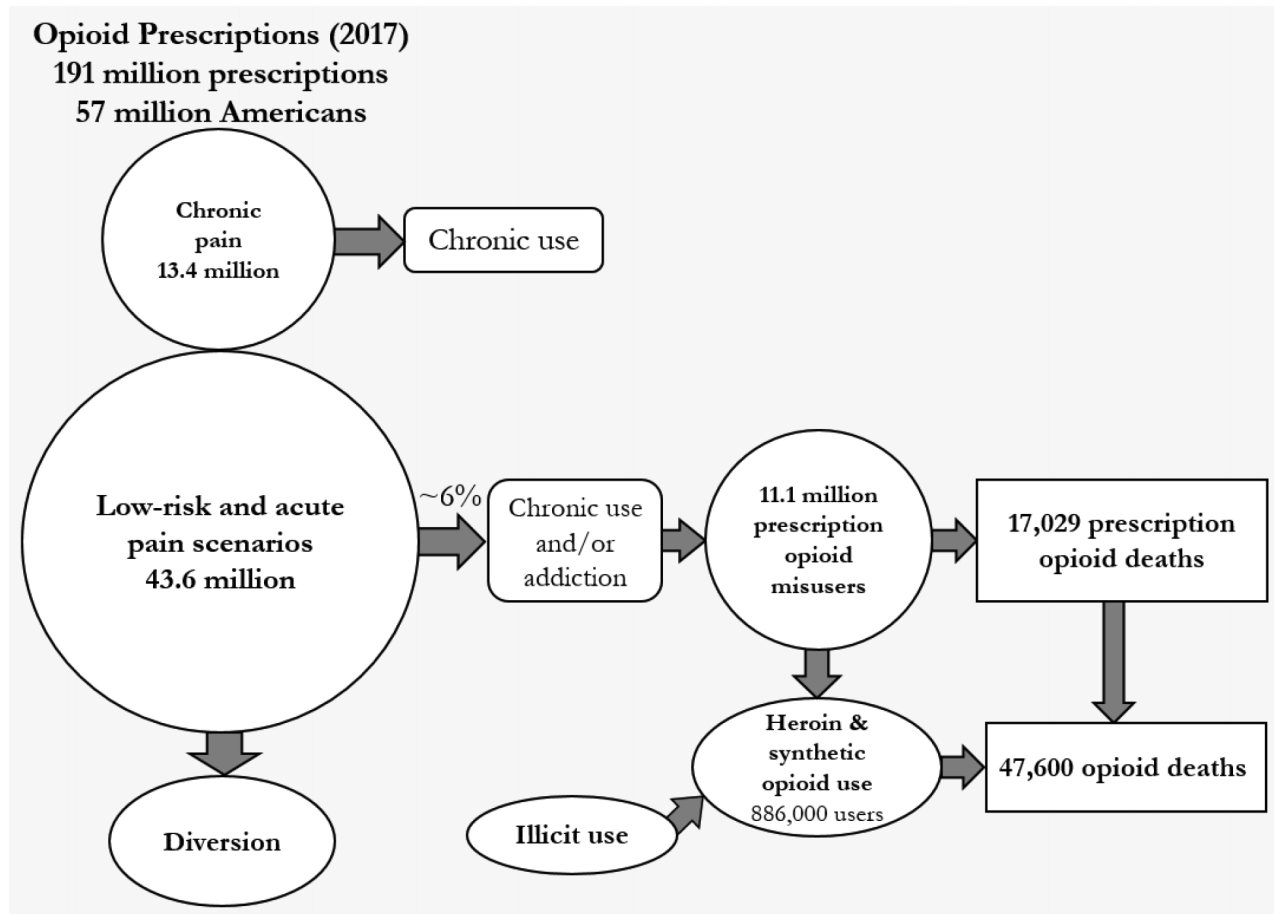 Opioid Prescriptions (2017)
191 million prescriptions
57 million Americans
Chronic
pain
13.4 million
Chronic use
Low-risk and acute
pain scenarios
43.6 million
~6%
Chronic use
and/or
addiction
11.1 million
prescription
opioid
misusers
17,029 prescription
opioid deaths
Heroin &
synthetic
opioid use
886,000 users
47,600 opioid deaths
Illicit use
Diversion